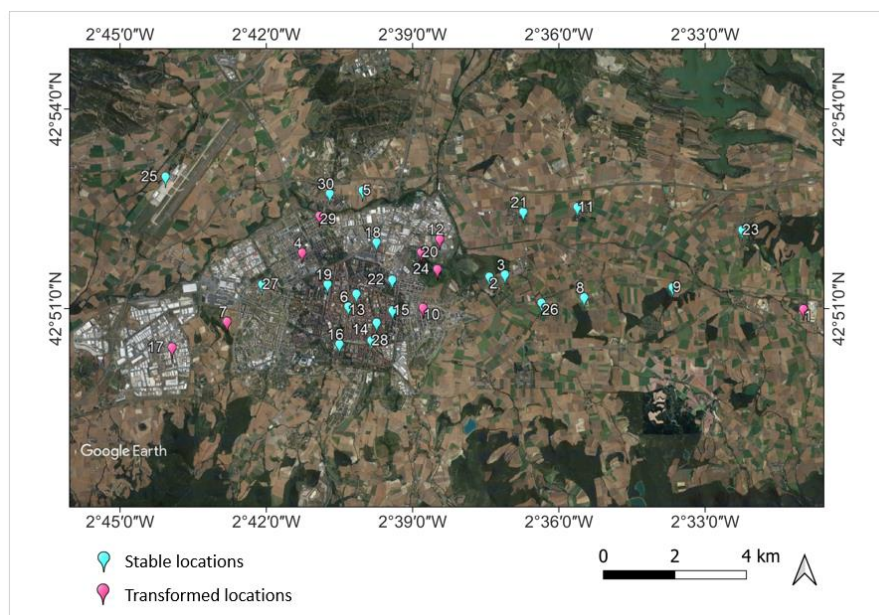 2°45'0"W 2°42'0"W 2°39'0"W 2°36'0"W 2°33'0"W
42°54'0"N 42°54'0"N
25 30 5
21 11
29 18 12 23
4 20
24
27 19 22 3
2
6 8 9
42°51'0"N 13 15 10 26 1 42°51'0"N
7 14
16 28
17
Google Earth
2°45'0"W 2°42'0"W 2°39'0"W 2°36'0"W 2°33'0"W
Stable locations
0 2 4 km
Transformed locations